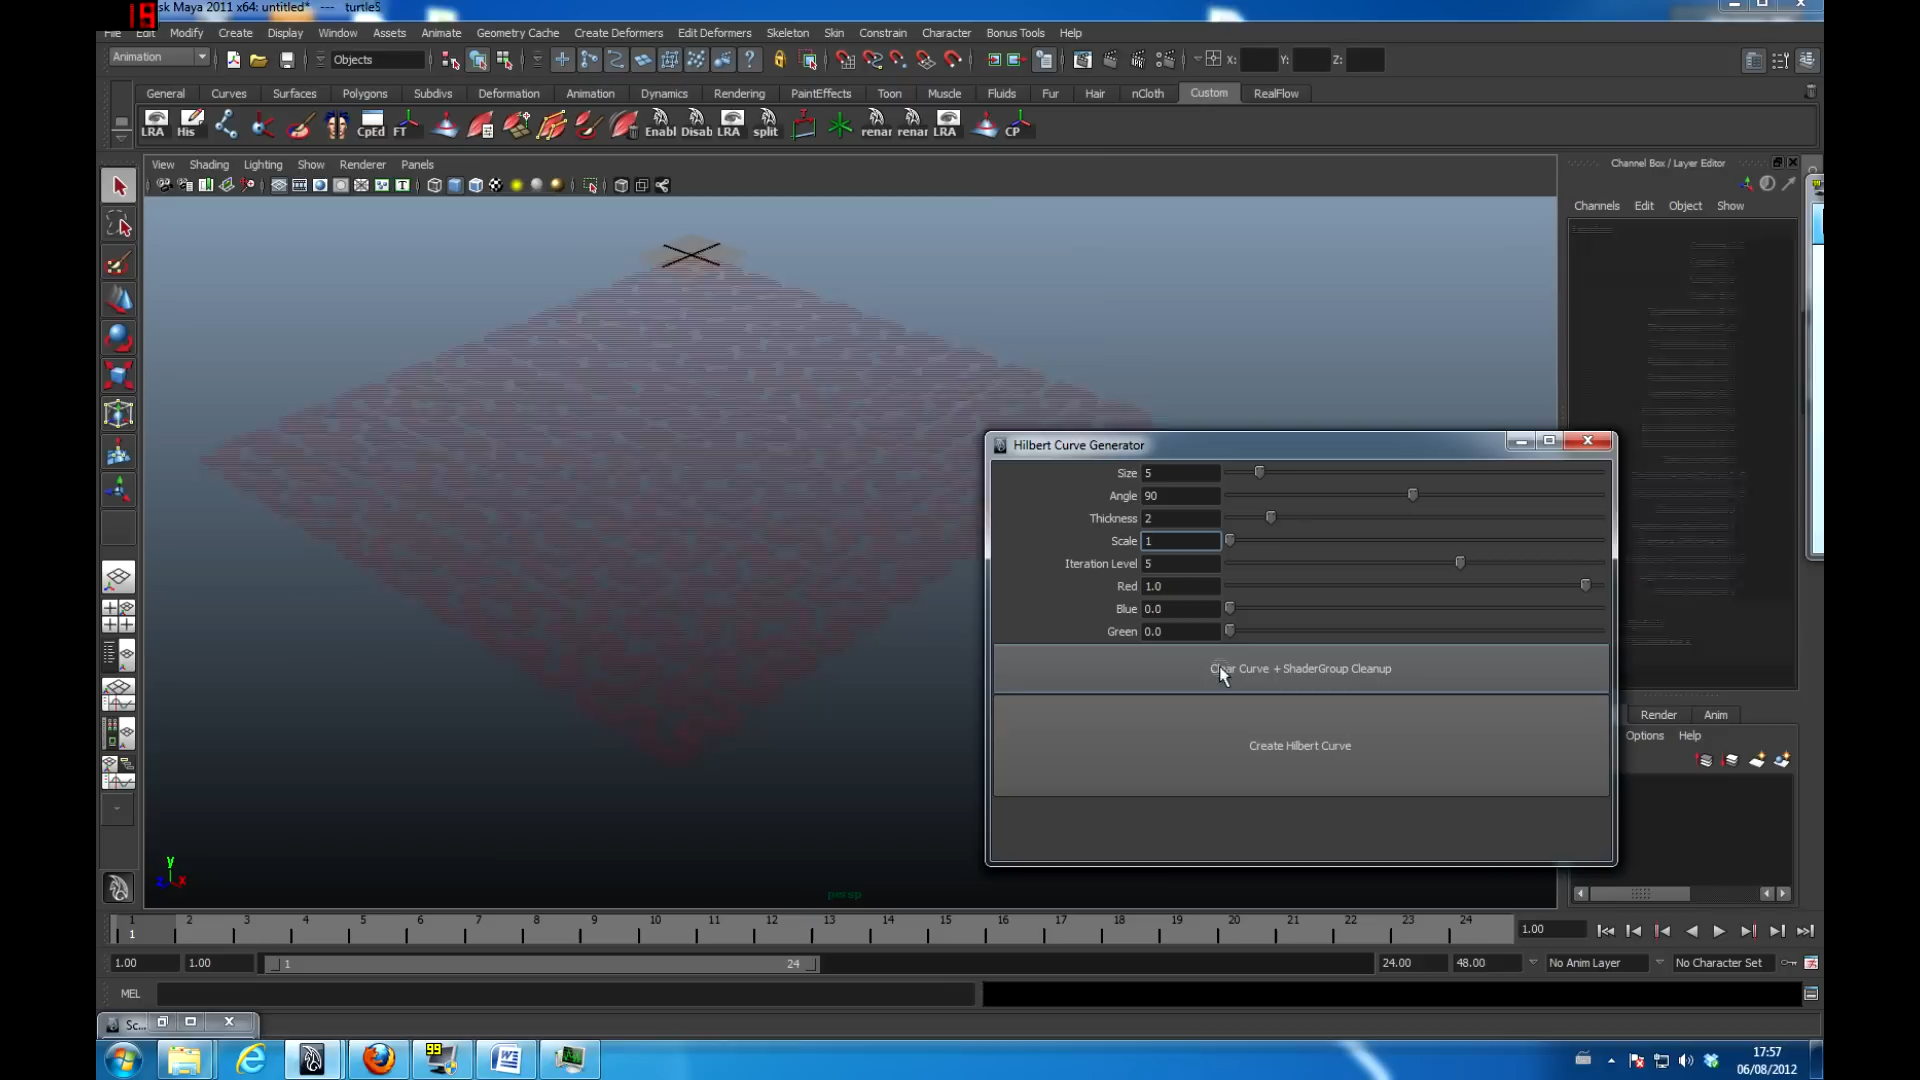 19
sk Maya 2011 x64: untitled* --- turtleS
File Edit Modify Create Display Window Assets Animate Geometry Cache Create Deformers Edit Deformers Skeleton Skin Constrain Character Bonus Tools Help
Animation Objects X: Y: Z:
General Curves Surfaces Polygons Subdivs Deformation Animation Dynamics Rendering PaintEffects Toon Muscle Fluids Fur Hair nCloth Custom RealFlow
LRA His CpEd FT Enabl Disab LRA split renar renar LRA CP
View Shading Lighting Show Renderer Panels
Channel Box / Layer Editor
Channels Edit Object Show
Hilbert Curve Generator
Size 5
Angle 90
Thickness 2
Scale 1
Iteration Level 5
Red 1.0
Blue 0.0
Green 0.0
Clear Curve + ShaderGroup Cleanup
Create Hilbert Curve
Render Anim
Options Help
y
z x
persp
1 2 3 4 5 6 7 8 9 10 11 12 13 14 15 16 17 18 19 20 21 22 23 24
1
1.00
1.00 1.00 1 24 24.00 48.00 No Anim Layer No Character Set
MEL
Sc...
99
17:57
06/08/2012